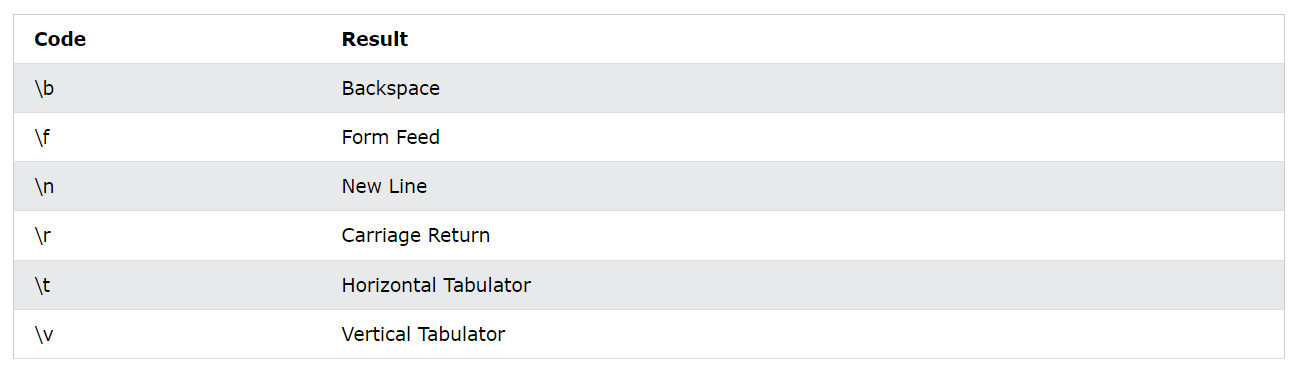 Code Result
\b Backspace
\f Form Feed
\n New Line
\r Carriage Return
\t Horizontal Tabulator
\v Vertical Tabulator